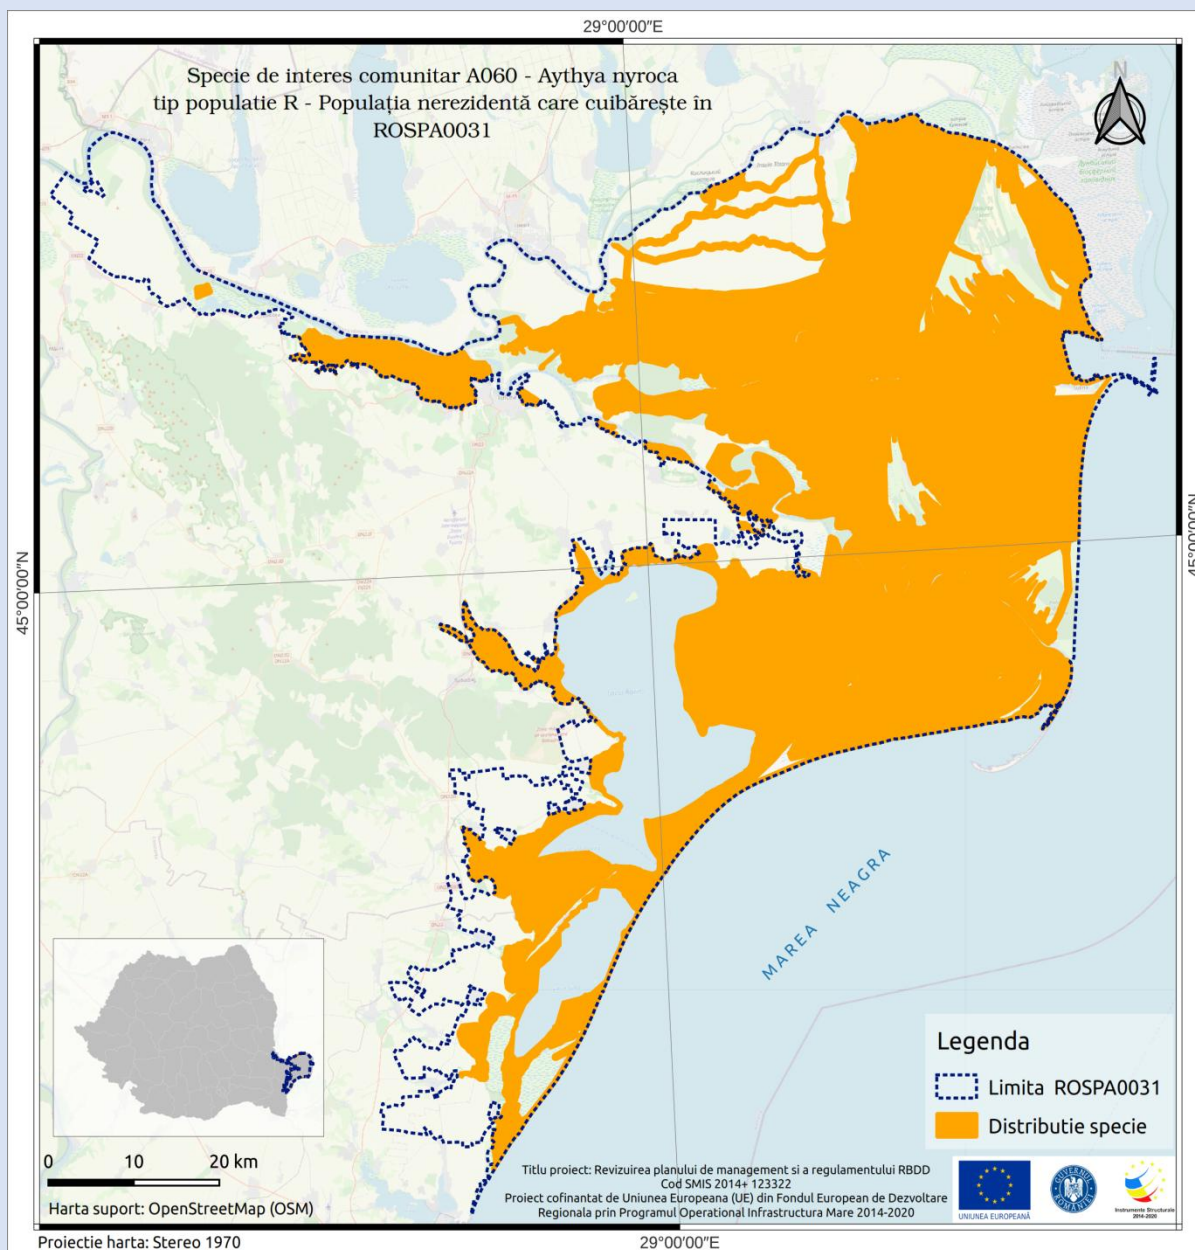 29°00′00″E
Specie de interes comunitar A060 - Aythya nyroca
tip populatie R - Populația nerezidentă care cuibărește în
ROSPA0031
N
45°00′00″N
45°00′00″N
MAREA NEAGRA
Legenda
Limita ROSPA0031
Distributie specie
0 10 20 km
Harta suport: OpenStreetMap (OSM)
Titlu proiect: Revizuirea planului de management si a regulamentului RBDD
Cod SMIS 2014+ 123322
Proiect cofinantat de Uniunea Europeana (UE) din Fondul European de Dezvoltare
Regionala prin Programul Operational Infrastructura Mare 2014-2020
UNIUNEA EUROPEANĂ
GUVERNUL ROMÂNIEI
Instrumente Structurale
2014-2020
Proiectie harta: Stereo 1970
29°00′00″E